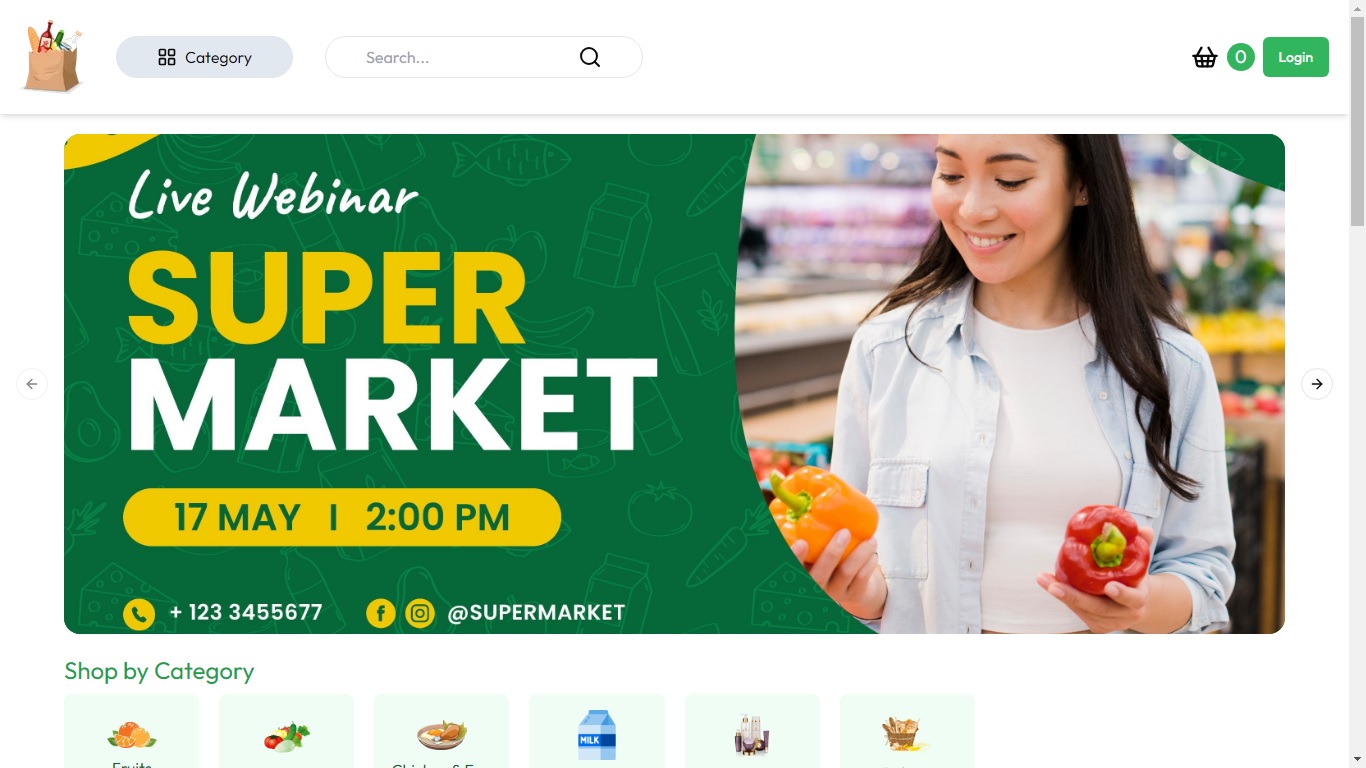 Category
Search...
0
Login
Live Webinar
SUPER
MARKET
17 MAY I 2:00 PM
+ 123 3455677
@SUPERMARKET
Shop by Category
MILK
Fruits